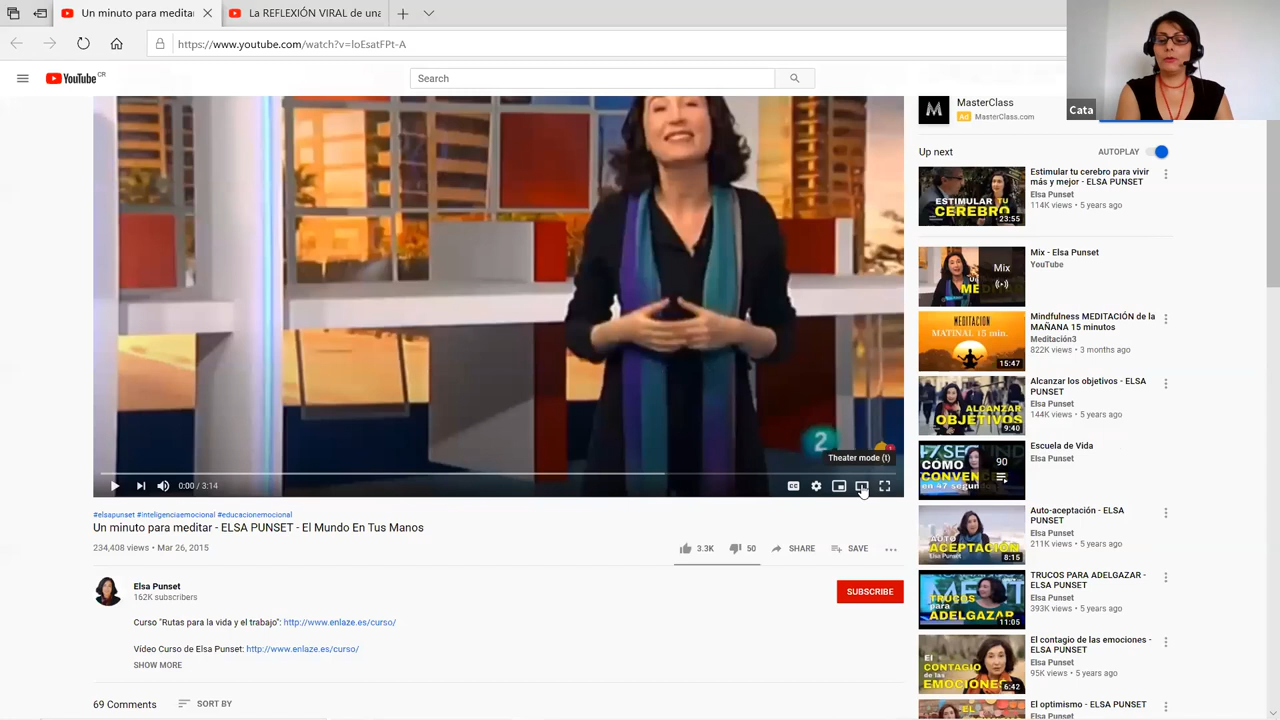 Un minuto para meditar
La REFLEXIÓN VIRAL de una
https://www.youtube.com/watch?v=loEsatFPt-A
YouTube CR
Search
Cata
M
MasterClass
Ad MasterClass.com
Up next
AUTOPLAY
ESTIMULAR TU
CEREBRO
23:55
Estimular tu cerebro para vivir
más y mejor - ELSA PUNSET
Elsa Punset
114K views • 5 years ago
Mix
Mix - Elsa Punset
YouTube
MEDITACIÓN
MATINAL 15 min.
15:47
Mindfulness MEDITACIÓN de la
MAÑANA 15 minutos
Meditación3
822K views • 3 months ago
ALCANZAR
OBJETIVOS
9:40
Alcanzar los objetivos - ELSA
PUNSET
Elsa Punset
144K views • 5 years ago
CÓMO
CONVENCE
en 47 segun
90
Escuela de Vida
Elsa Punset
2
Theater mode (t)
0:00 / 3:14
CC
#elsapunset #inteligenciaemocional #educacionemocional
Un minuto para meditar - ELSA PUNSET - El Mundo En Tus Manos
234,408 views • Mar 26, 2015
3.3K
50
SHARE
SAVE
AUTO
ACEPTACIÓN
Elsa Punset
8:15
Auto-aceptación - ELSA
PUNSET
Elsa Punset
211K views • 5 years ago
Elsa Punset
162K subscribers
SUBSCRIBE
TRUCOS
para
ADELGAZAR
11:05
TRUCOS PARA ADELGAZAR -
ELSA PUNSET
Elsa Punset
393K views • 5 years ago
Curso "Rutas para la vida y el trabajo": http://www.enlaze.es/curso/
Vídeo Curso de Elsa Punset: http://www.enlaze.es/curso/
SHOW MORE
El
CONTAGIO
de las
EMOCIONES
6:42
El contagio de las emociones -
ELSA PUNSET
Elsa Punset
95K views • 5 years ago
69 Comments
SORT BY
EL
El optimismo - ELSA PUNSET